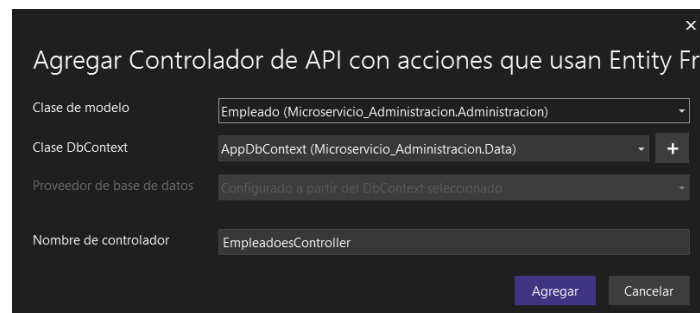 Agregar Controlador de API con acciones que usan Entity Fr
Clase de modelo
Empleado (Microservicio_Administracion.Administracion)
Clase DbContext
AppDbContext (Microservicio_Administracion.Data)
Proveedor de base de datos
Configurado a partir del DbContext seleccionado
Nombre de controlador
EmpleadoesController
Agregar
Cancelar